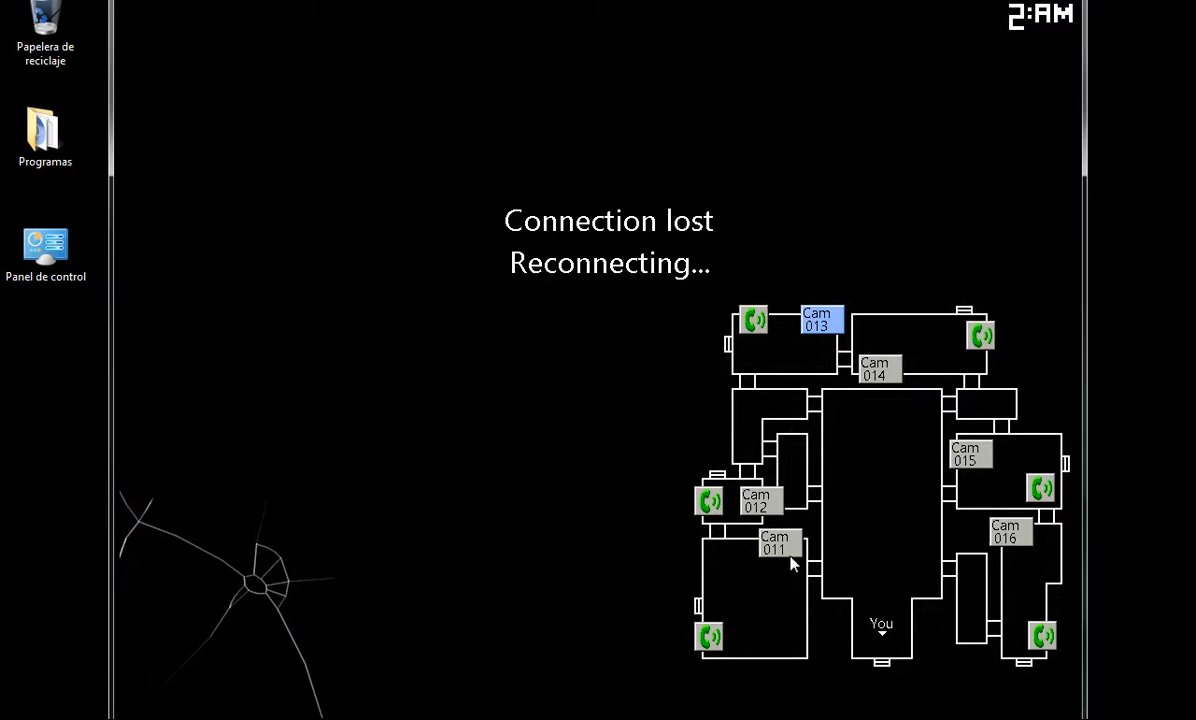 2:AM
Papelera de
reciclaje
Programas
Panel de control
Connection lost
Reconnecting...
Cam
013
Cam
014
Cam
015
Cam
012
Cam
016
Cam
011
You